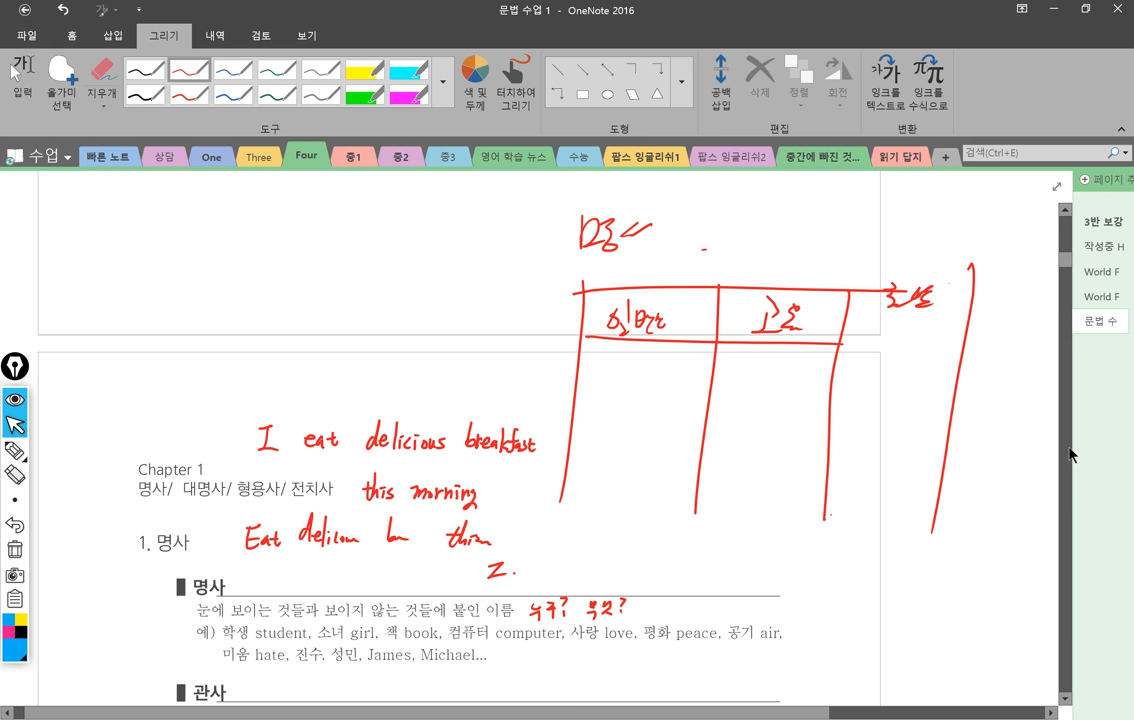 문법 수업 1 - OneNote 2016
파일 홈 삽입 그리기 내역 검토 보기
입력 올가미 선택 지우개 색 및 두께 터치하여 그리기 공백 삽입 삭제 정렬 회전 잉크를 텍스트로 잉크를 수식으로
도구 도형 편집 변환
수업 빠른 노트 상담 One Three Four 중1 중2 중3 영어 학습 뉴스 수능 팝스 잉글리쉬1 팝스 잉글리쉬2 중간에 빠진 것... 읽기 답지 + 검색(Ctrl+E)
페이지 추
3반 보강
작성중 H
World F
World F
문법 수
I eat delicious breakfast
Chapter 1
명사/ 대명사/ 형용사/ 전치사
this morning
Eat
1. 명사
z.
명사
눈에 보이는 것들과 보이지 않는 것들에 붙인 이름 누구? 무엇?
예) 학생 student, 소녀 girl, 책 book, 컴퓨터 computer, 사랑 love, 평화 peace, 공기 air,
미움 hate, 진수, 성민, James, Michael...
관사